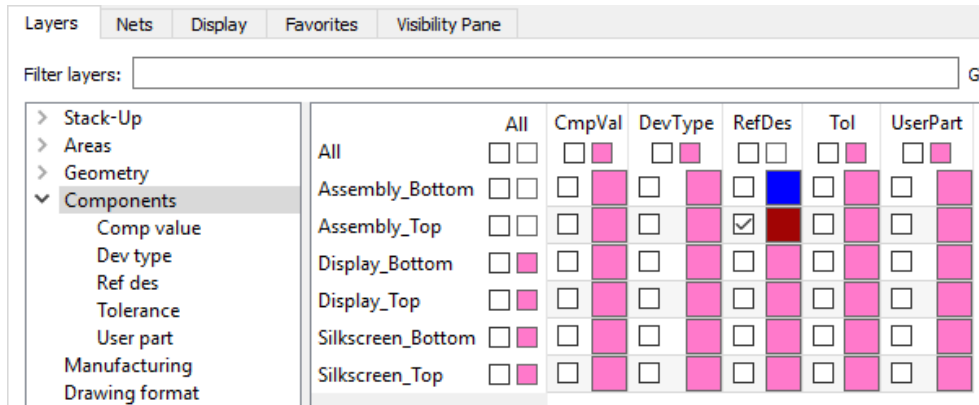 Layers Nets Display Favorites Visibility Pane
Filter layers: G
Stack-Up
Areas
Geometry
Components
Comp value
Dev type
Ref des
Tolerance
User part
Manufacturing
Drawing format
All CmpVal DevType RefDes Tol UserPart
All
Assembly_Bottom
Assembly_Top
Display_Bottom
Display_Top
Silkscreen_Bottom
Silkscreen_Top